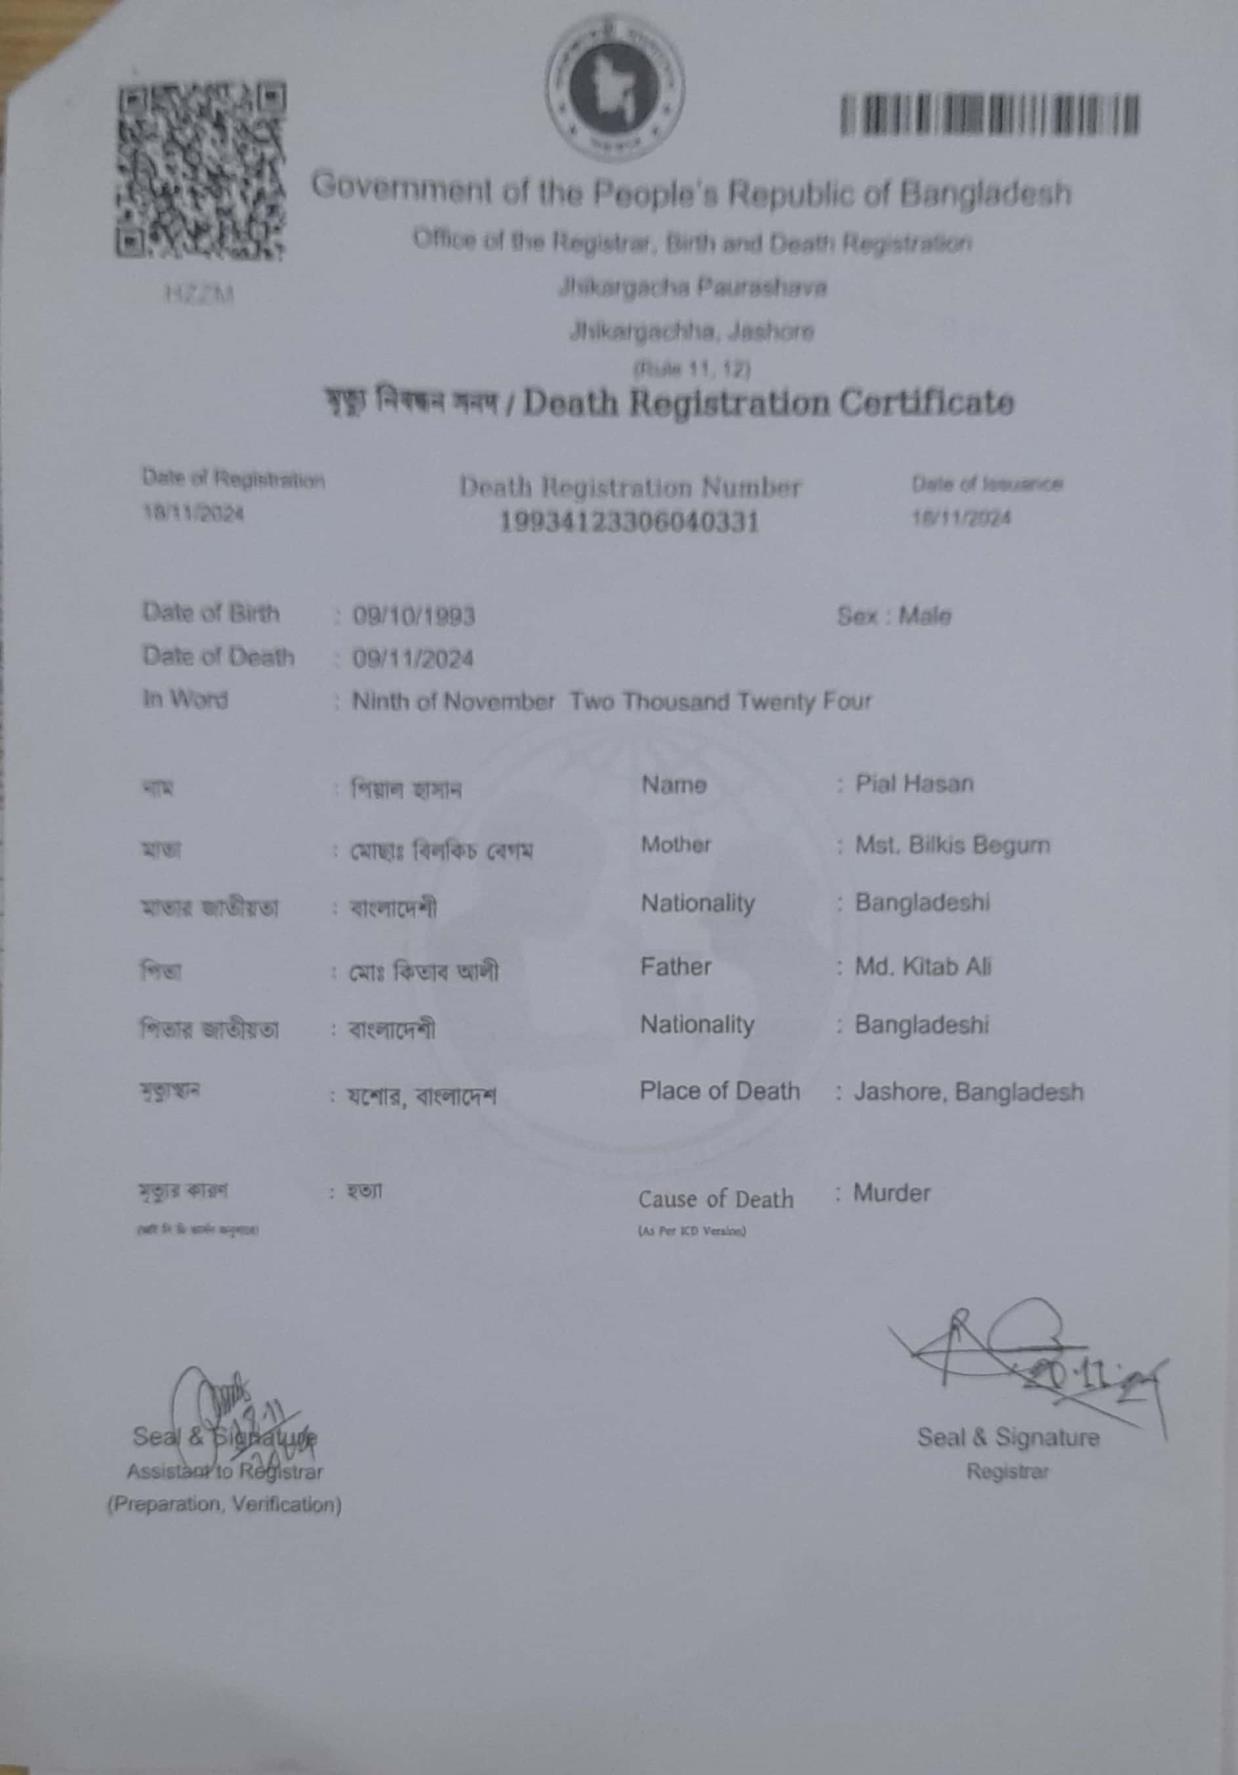 HZZM
Government of the People's Republic of Bangladesh
Office of the Registrar, Birth and Death Registration
Jhikargacha Paurashava
Jhikargachha, Jashore
(Rule 11, 12)
মৃত্যু নিবন্ধন সনদ / Death Registration Certificate
Date of Registration Death Registration Number Date of Issuance
18/11/2024 19934123306040331 18/11/2024
Date of Birth : 09/10/1993 Sex : Male
Date of Death : 09/11/2024
In Word : Ninth of November Two Thousand Twenty Four
নাম : পিয়াল হাসান Name : Pial Hasan
মাতা : মোছাঃ বিলকিচ বেগম Mother : Mst. Bilkis Begum
মাতার জাতীয়তা : বাংলাদেশী Nationality : Bangladeshi
পিতা : মোঃ কিতাব আলী Father : Md. Kitab Ali
পিতার জাতীয়তা : বাংলাদেশী Nationality : Bangladeshi
মৃত্যুস্থান : যশোর, বাংলাদেশ Place of Death : Jashore, Bangladesh
মৃত্যুর কারণ : হত্যা Cause of Death : Murder
(As Per ICD Version)
20.11.24
18.11
Seal & Signature Seal & Signature
Assistant to Registrar Registrar
(Preparation, Verification)